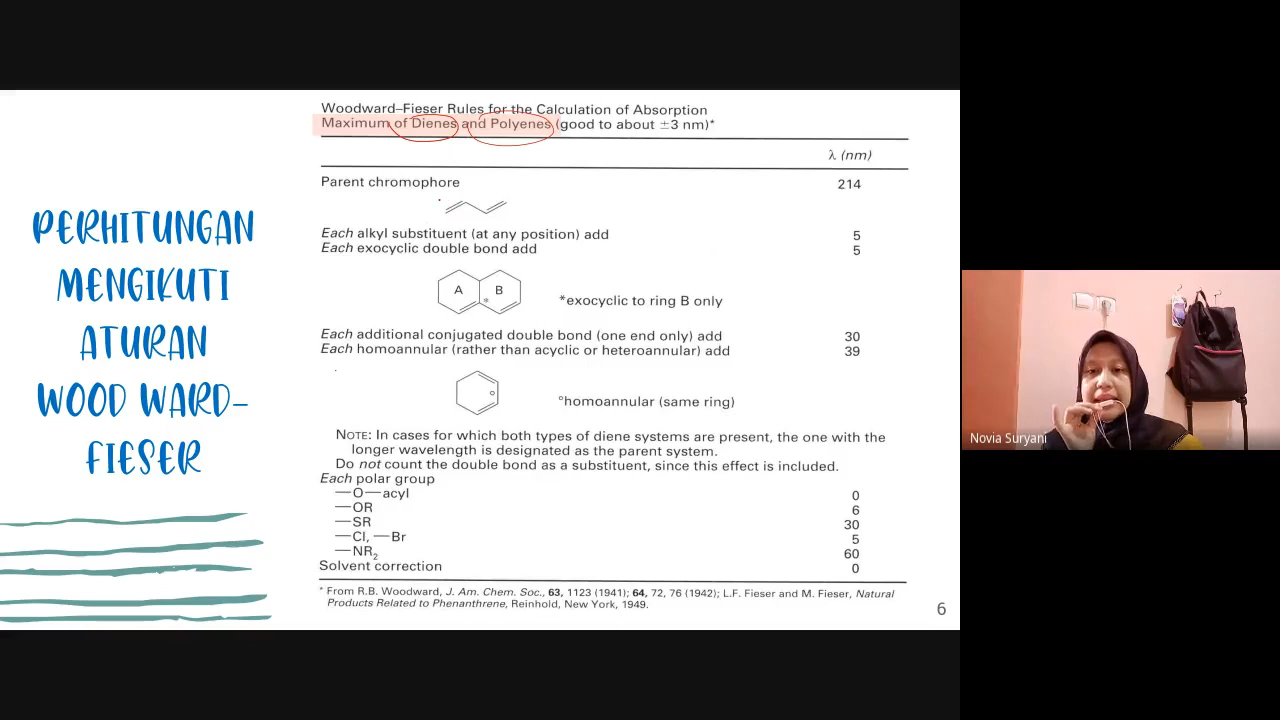 PERHITUNGAN
MENGIKUTI
ATURAN
WOOD WARD-
FIESER
Woodward–Fieser Rules for the Calculation of Absorption
Maximum of Dienes and Polyenes (good to about ±3 nm)*
λ (nm)
Parent chromophore 214
Each alkyl substituent (at any position) add 5
Each exocyclic double bond add 5
A B
*
*exocyclic to ring B only
Each additional conjugated double bond (one end only) add 30
Each homoannular (rather than acyclic or heteroannular) add 39
°
°homoannular (same ring)
NOTE: In cases for which both types of diene systems are present, the one with the
longer wavelength is designated as the parent system.
Do not count the double bond as a substituent, since this effect is included.
Each polar group
—O—acyl 0
—OR 6
—SR 30
—Cl, —Br 5
—NR₂ 60
Solvent correction 0
* From R.B. Woodward, J. Am. Chem. Soc., 63, 1123 (1941); 64, 72, 76 (1942); L.F. Fieser and M. Fieser, Natural
Products Related to Phenanthrene, Reinhold, New York, 1949.
6
Novia Suryani